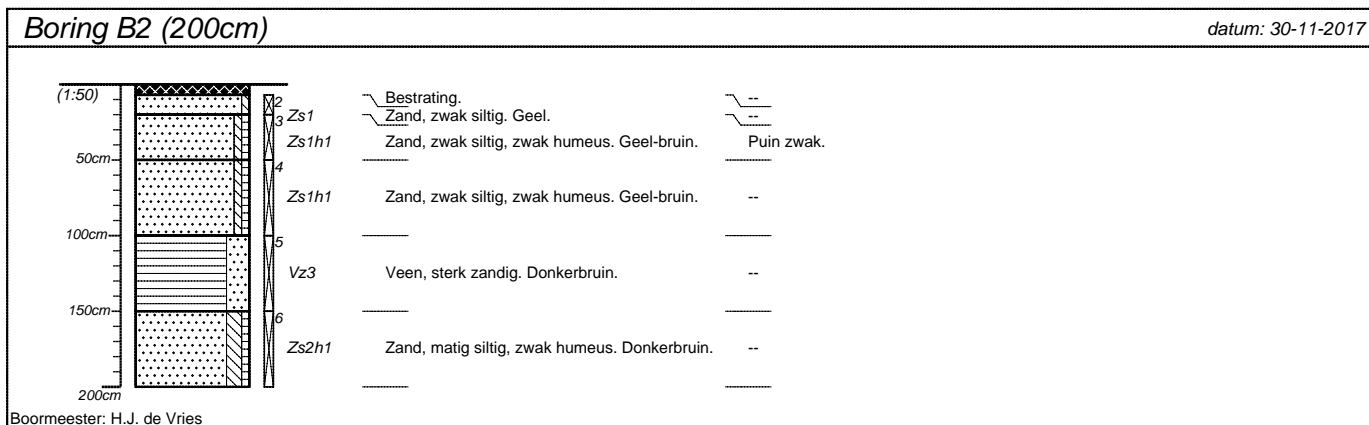 Boring B2 (200cm) datum: 30-11-2017
(1:50) Bestrating. --
2
3 Zs1 Zand, zwak siltig. Geel. --
Zs1h1 Zand, zwak siltig, zwak humeus. Geel-bruin. Puin zwak.
50cm
4
Zs1h1 Zand, zwak siltig, zwak humeus. Geel-bruin. --
100cm
5
Vz3 Veen, sterk zandig. Donkerbruin. --
150cm
6
Zs2h1 Zand, matig siltig, zwak humeus. Donkerbruin. --
200cm
Boormeester: H.J. de Vries